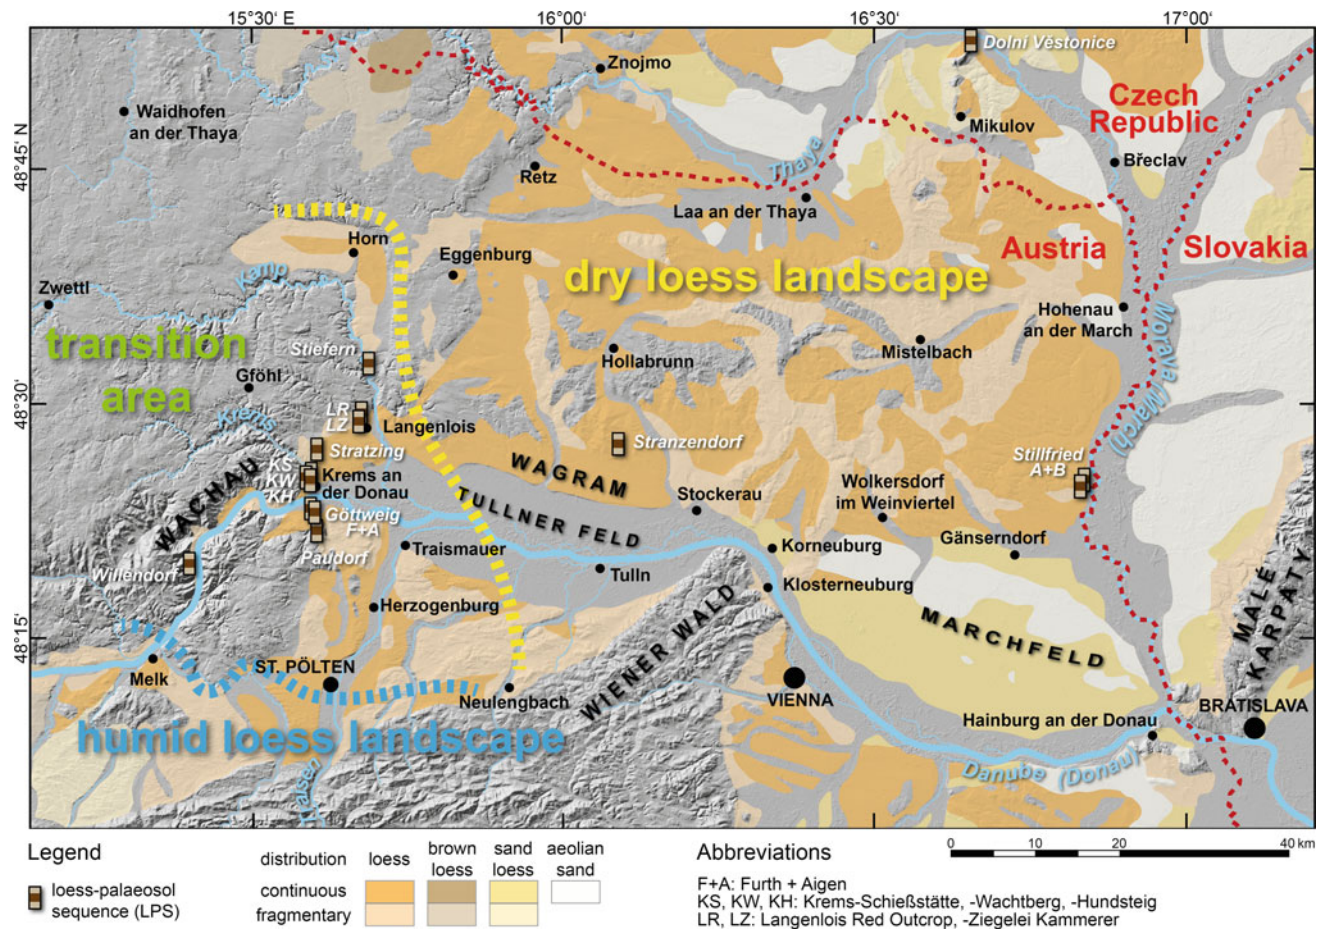 15°30' E
16°00'
16°30'
17°00'
48°45' N
48°30'
48°15'
Dolní Věstonice
Znojmo
Waidhofen
an der Thaya
Czech
Republic
Mikulov
Břeclav
Thaya
Retz
Laa an der Thaya
Horn
Eggenburg
Austria
Slovakia
dry loess landscape
Kamp
Zwettl
Hohenau
an der March
Morava (March)
transition
area
Stiefern
Hollabrunn
Mistelbach
Gföhl
Krems
LR
LZ
Langenlois
Stratzing
Stranzendorf
Stillfried
A+B
KS
KW
KH
Krems an
der Donau
WACHAU
WAGRAM
TULLNER FELD
Stockerau
Wolkersdorf
im Weinviertel
Göttweig
F+A
Paudorf
Traismauer
Tulln
Korneuburg
Gänserndorf
Willendorf
Klosterneuburg
Herzogenburg
WIENER WALD
MARCHFELD
MALÉ
KARPATY
Melk
ST. PÖLTEN
Neulengbach
VIENNA
BRATISLAVA
Hainburg an der Donau
humid loess landscape
Traisen
Danube (Donau)
Legend
loess-palaeosol
sequence (LPS)
distribution
loess
brown
loess
sand
loess
aeolian
sand
continuous
fragmentary
Abbreviations
F+A: Furth + Aigen
KS, KW, KH: Krems-Schießstätte, -Wachtberg, -Hundsteig
LR, LZ: Langenlois Red Outcrop, -Ziegelei Kammerer
0 10 20 40 km